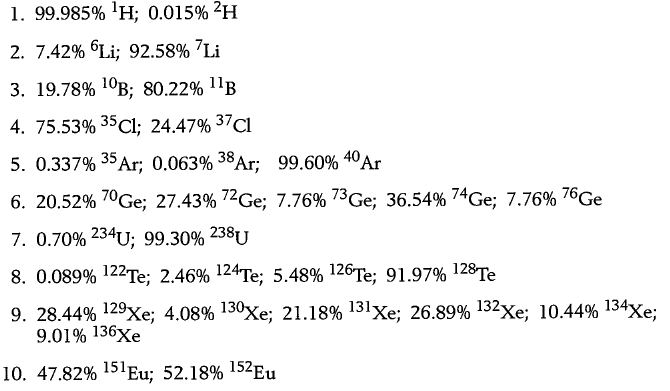 1. 99.985% ¹H; 0.015% ²H
2. 7.42% ⁶Li; 92.58% ⁷Li
3. 19.78% ¹⁰B; 80.22% ¹¹B
4. 75.53% ³⁵Cl; 24.47% ³⁷Cl
5. 0.337% ³⁵Ar; 0.063% ³⁸Ar; 99.60% ⁴⁰Ar
6. 20.52% ⁷⁰Ge; 27.43% ⁷²Ge; 7.76% ⁷³Ge; 36.54% ⁷⁴Ge; 7.76% ⁷⁶Ge
7. 0.70% ²³⁴U; 99.30% ²³⁸U
8. 0.089% ¹²²Te; 2.46% ¹²⁴Te; 5.48% ¹²⁶Te; 91.97% ¹²⁸Te
9. 28.44% ¹²⁹Xe; 4.08% ¹³⁰Xe; 21.18% ¹³¹Xe; 26.89% ¹³²Xe; 10.44% ¹³⁴Xe;
9.01% ¹³⁶Xe
10. 47.82% ¹⁵¹Eu; 52.18% ¹⁵²Eu